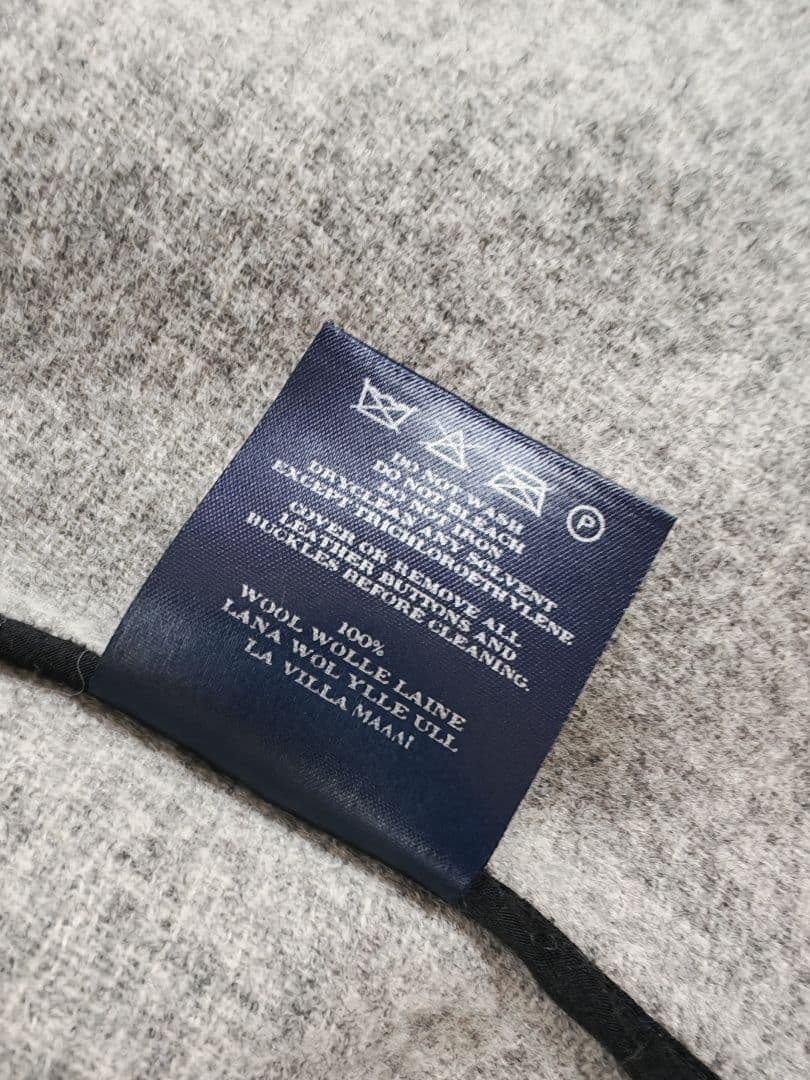 P
DO NOT WASH
DO NOT BLEACH
DO NOT IRON
DRYCLEAN ANY SOLVENT
EXCEPT TRICHLOROETHYLENE
COVER OR REMOVE ALL
LEATHER BUTTONS AND
BUCKLES BEFORE CLEANING.
100%
WOOL WOLLE LAINE
LANA WOL YLLE ULL
LA VILLA